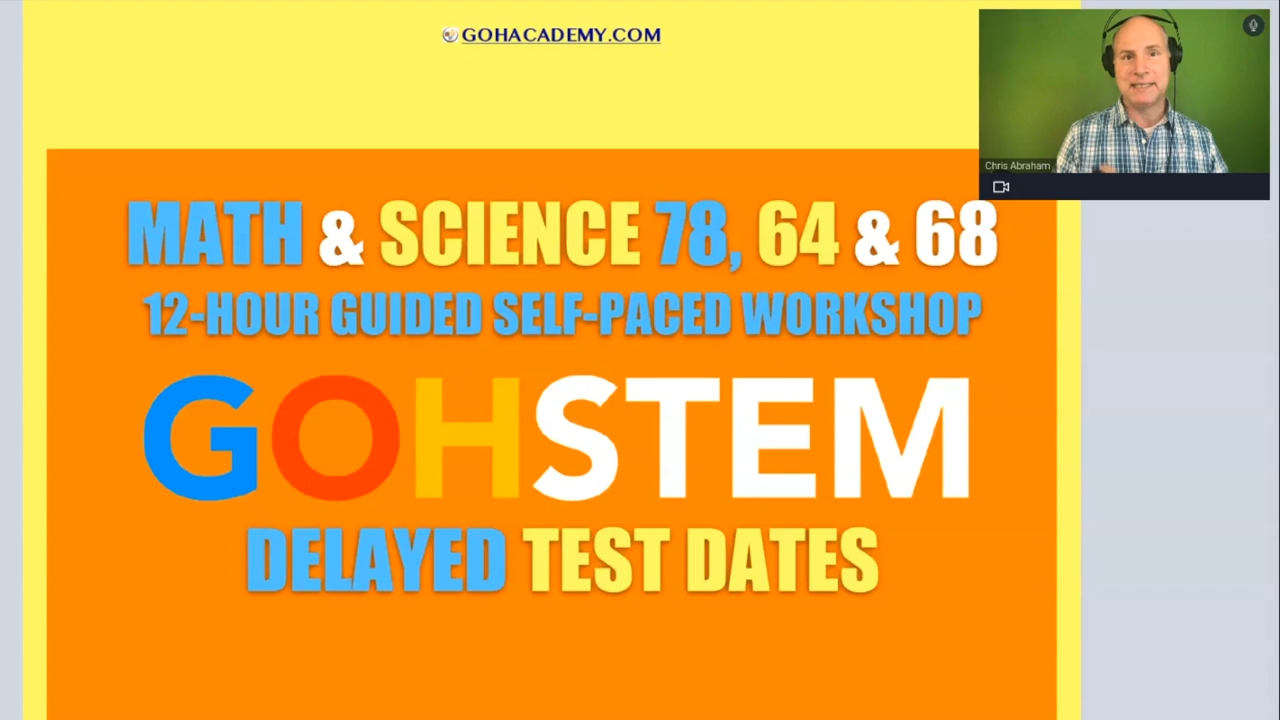 GOHACADEMY.COM
Chris Abraham
MATH & SCIENCE 78, 64 & 68
12-HOUR GUIDED SELF-PACED WORKSHOP
GOHSTEM
DELAYED TEST DATES